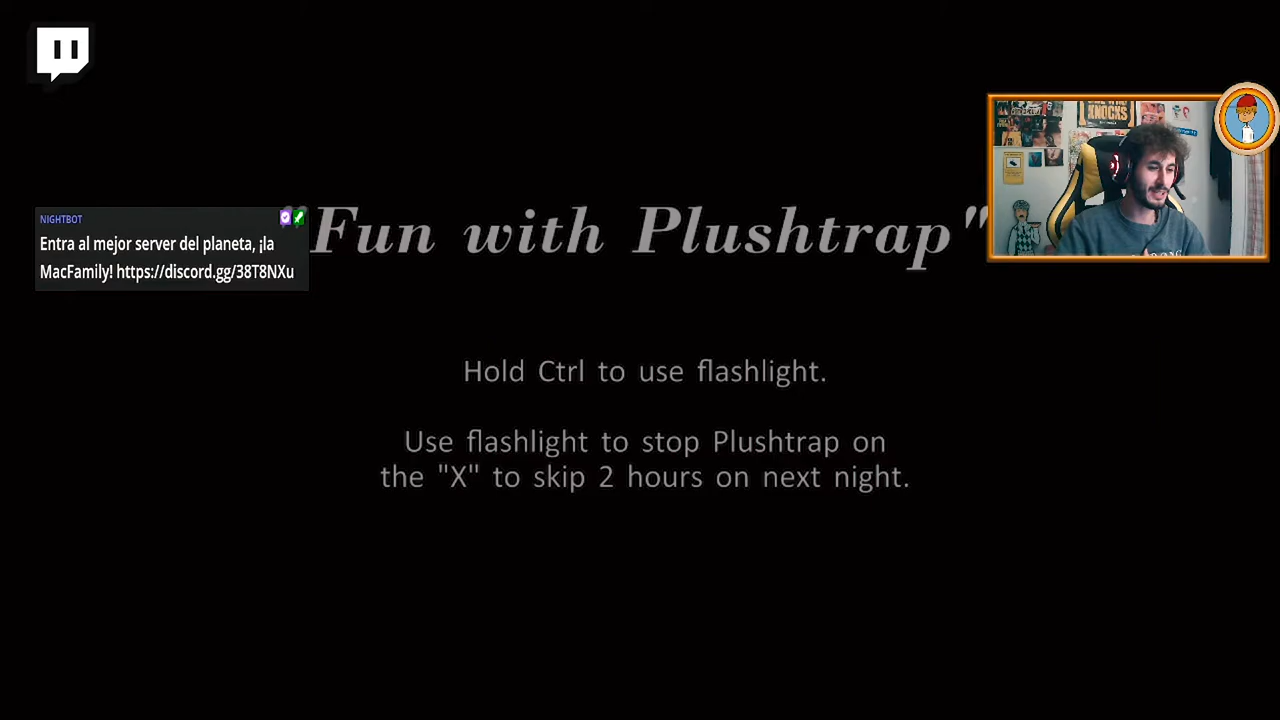 "Fun with Plushtrap"
NIGHTBOT
Entra al mejor server del planeta, ¡la
MacFamily! https://discord.gg/38T8NXu
Hold Ctrl to use flashlight.
Use flashlight to stop Plushtrap on
the "X" to skip 2 hours on next night.
KNOCKS